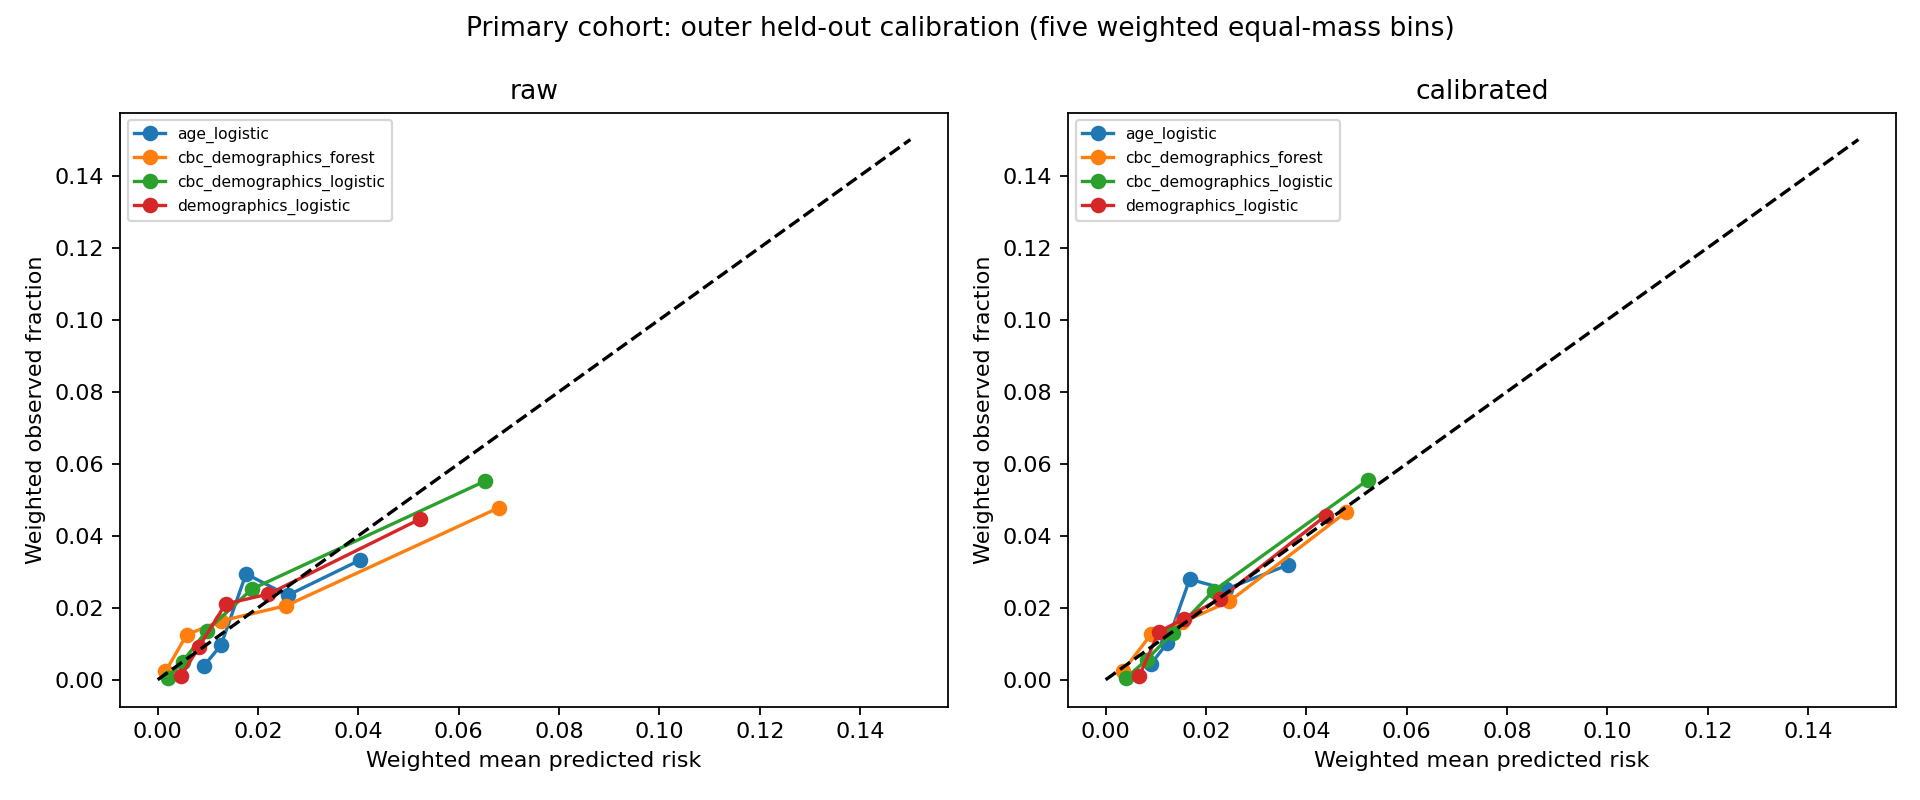 Primary cohort: outer held-out calibration (five weighted equal-mass bins)
raw
age_logistic
cbc_demographics_forest
cbc_demographics_logistic
demographics_logistic
0.14
0.12
0.10
0.08
0.06
0.04
0.02
0.00
Weighted observed fraction
0.00 0.02 0.04 0.06 0.08 0.10 0.12 0.14
Weighted mean predicted risk
calibrated
age_logistic
cbc_demographics_forest
cbc_demographics_logistic
demographics_logistic
0.14
0.12
0.10
0.08
0.06
0.04
0.02
0.00
Weighted observed fraction
0.00 0.02 0.04 0.06 0.08 0.10 0.12 0.14
Weighted mean predicted risk